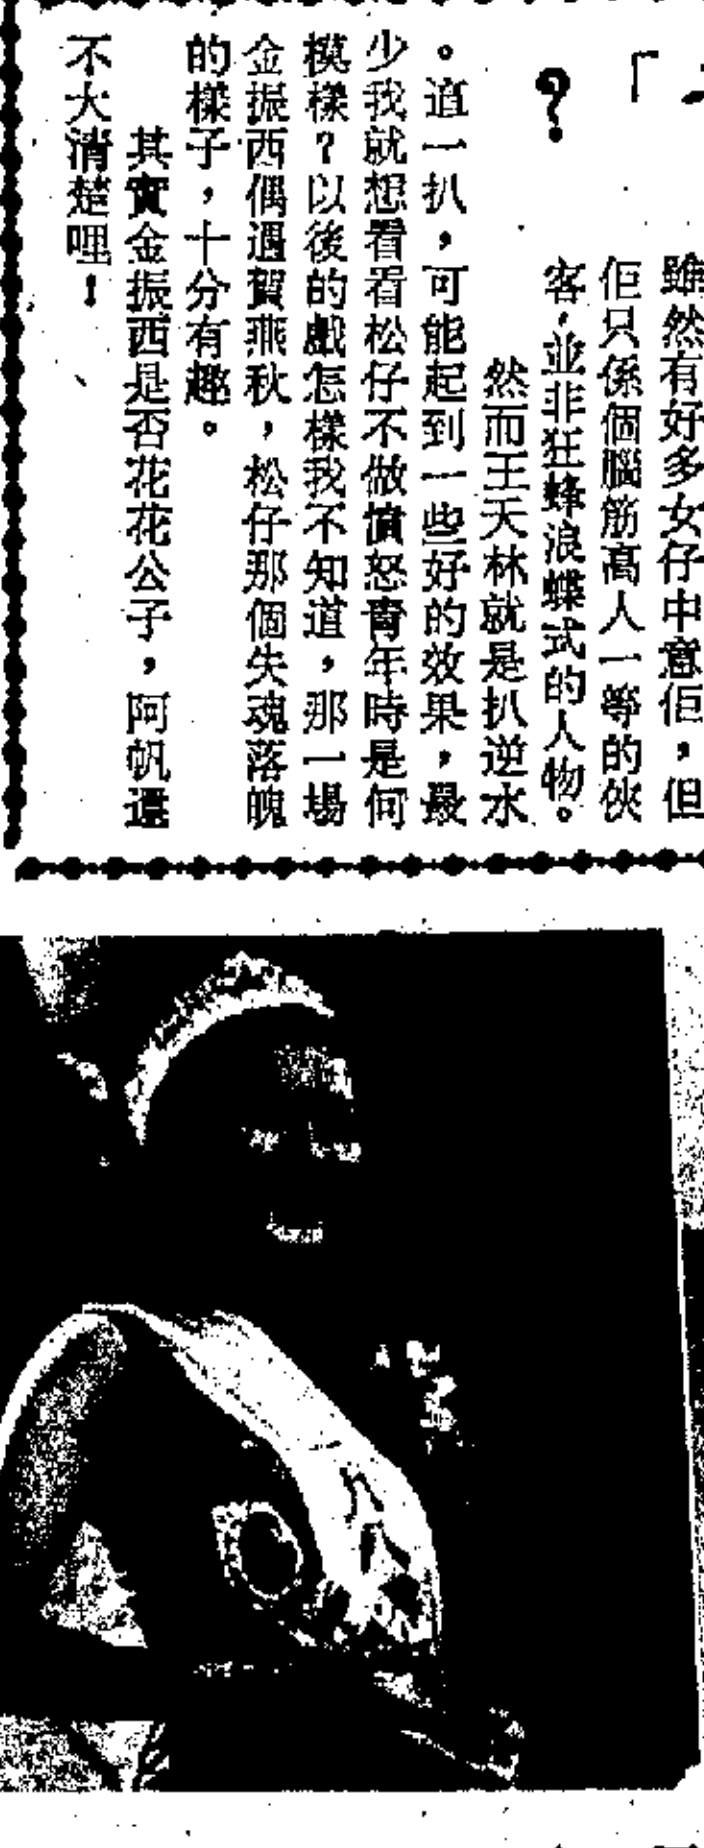 「
?
雖然有好多女仔中意佢，但
佢只係個腦筋高人一等的俠
客，並非狂蜂浪蝶式的人物。
然而王天林就是扒逆水
。這一扒，可能起到一些好的效果，最
少我就想看看松仔不做憤怒青年時是何
模樣？以後的戲怎樣我不知道，那一場
金振西偶遇賀燕秋，松仔那個失魂落魄
的樣子，十分有趣。
其實金振西是否花花公子，阿帆還
不大清楚哩！